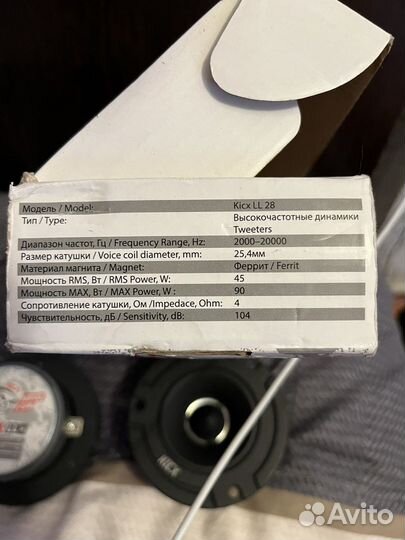 Модель / Model: Kicx LL 28
Тип / Type: Высокочастотные динамики
Tweeters
Диапазон частот, Гц / Frequency Range, Hz: 2000–20000
Размер катушки / Voice coil diameter, mm: 25,4мм
Материал магнита / Magnet: Феррит / Ferrit
Мощность RMS, Вт / RMS Power, W: 45
Мощность MAX, Вт / MAX Power, W : 90
Сопротивление катушки, Ом /Impedace, Ohm: 4
Чувствительность, дБ / Sensitivity, dB: 104
KICX
Avito